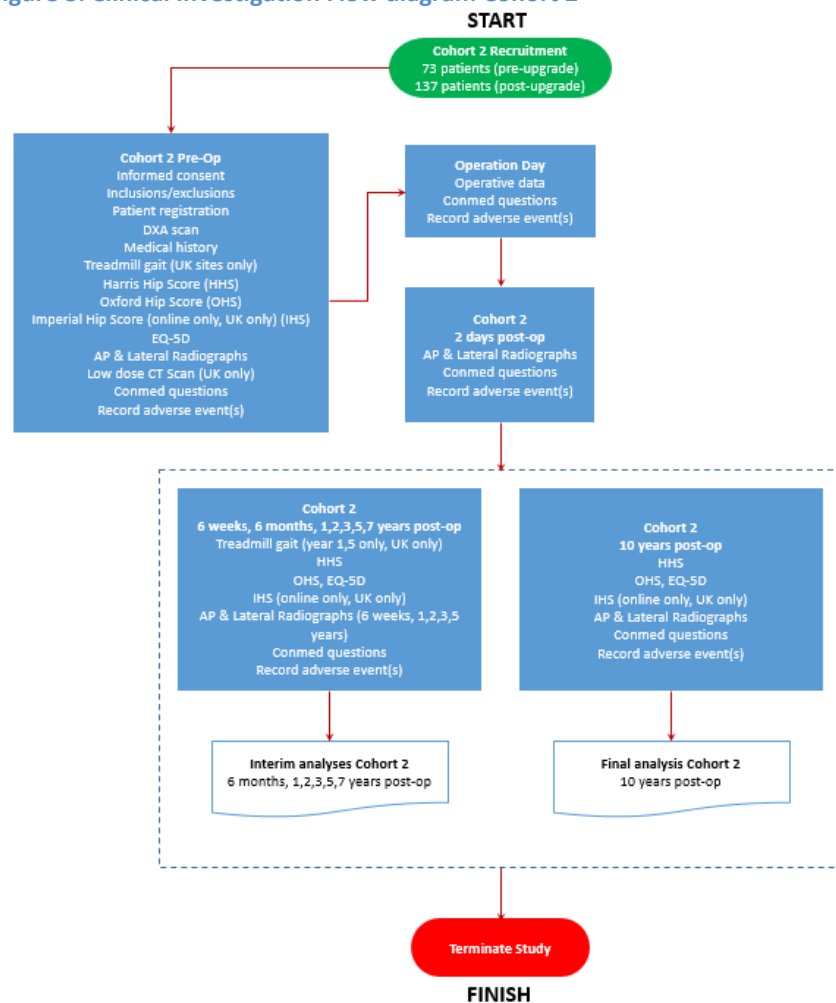 START
Cohort 2 Recruitment
73 patients (pre-upgrade)
137 patients (post-upgrade)
Cohort 2 Pre-Op
Informed consent
Inclusions/exclusions
Patient registration
DXA scan
Medical history
Treadmill gait (UK sites only)
Harris Hip Score (HHS)
Oxford Hip Score (OHS)
Imperial Hip Score (online only, UK only) (IHS)
EQ-5D
AP & Lateral Radiographs
Low dose CT Scan (UK only)
Conmed questions
Record adverse event(s)
Operation Day
Operative data
Conmed questions
Record adverse event(s)
Cohort 2
2 days post-op
AP & Lateral Radiographs
Conmed questions
Record adverse event(s)
Cohort 2
6 weeks, 6 months, 1,2,3,5,7 years post-op
Treadmill gait (year 1,5 only, UK only)
HHS
OHS, EQ-5D
IHS (online only, UK only)
AP & Lateral Radiographs (6 weeks, 1,2,3,5
years)
Conmed questions
Record adverse event(s)
Cohort 2
10 years post-op
HHS
OHS, EQ-5D
IHS (online only, UK only)
AP & Lateral Radiographs
Conmed questions
Record adverse event(s)
Interim analyses Cohort 2
6 months, 1,2,3,5,7 years post-op
Final analysis Cohort 2
10 years post-op
Terminate Study
FINISH